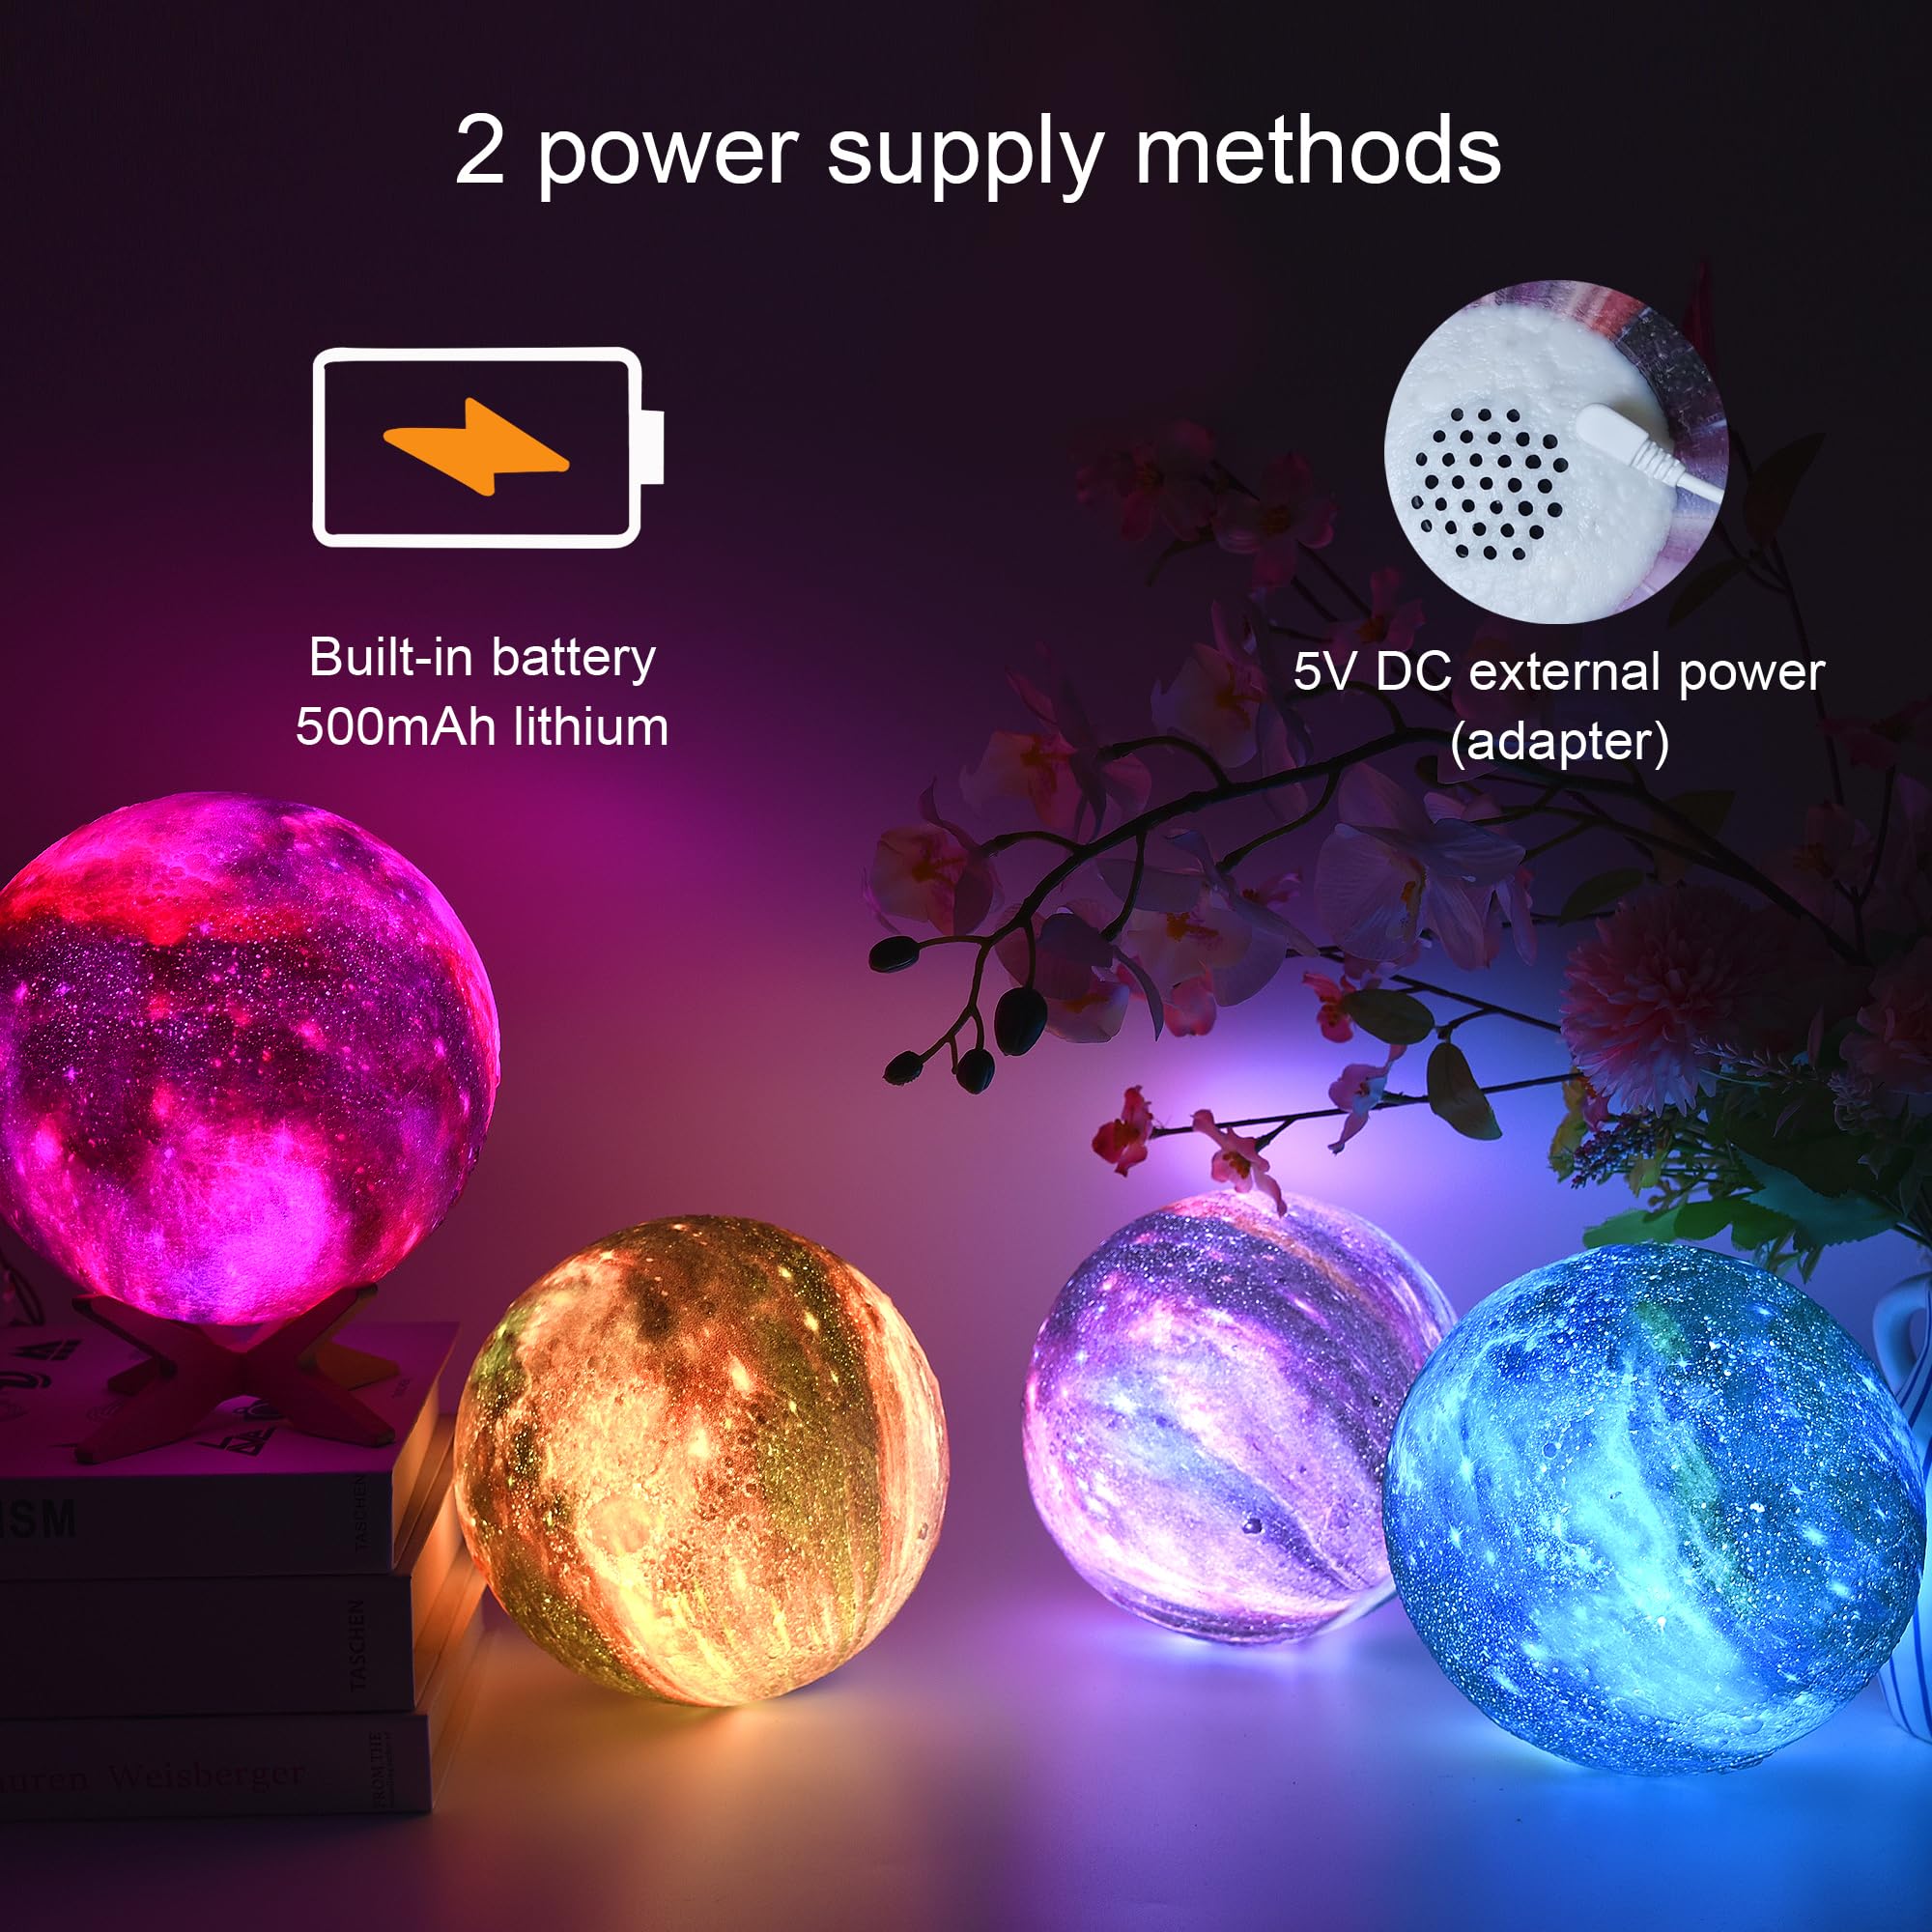 2 power supply methods
Built-in battery
500mAh lithium
5V DC external power
(adapter)
ISM
TASCHEN
TASCHEN
Weisberger
FROM THE